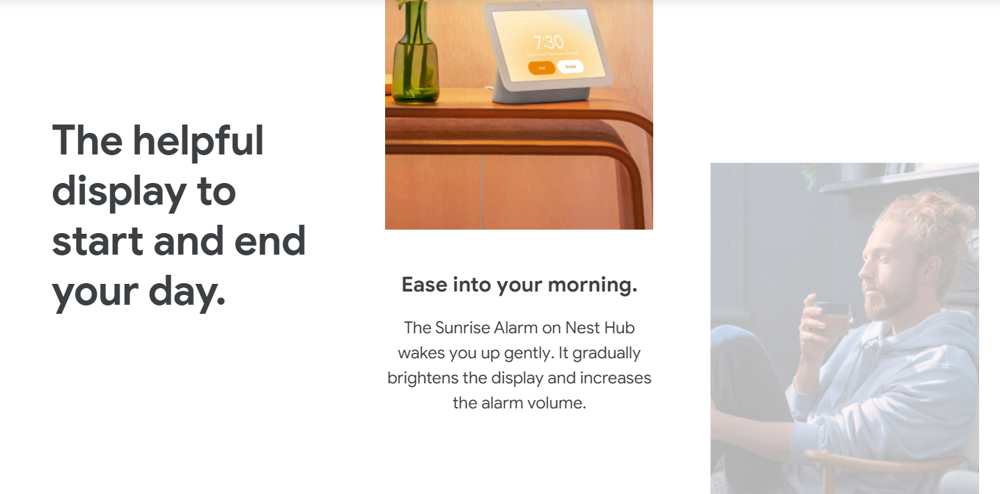 The helpful
display to
start and end
your day.
7:30
Stop
Snooze
Ease into your morning.
The Sunrise Alarm on Nest Hub
wakes you up gently. It gradually
brightens the display and increases
the alarm volume.